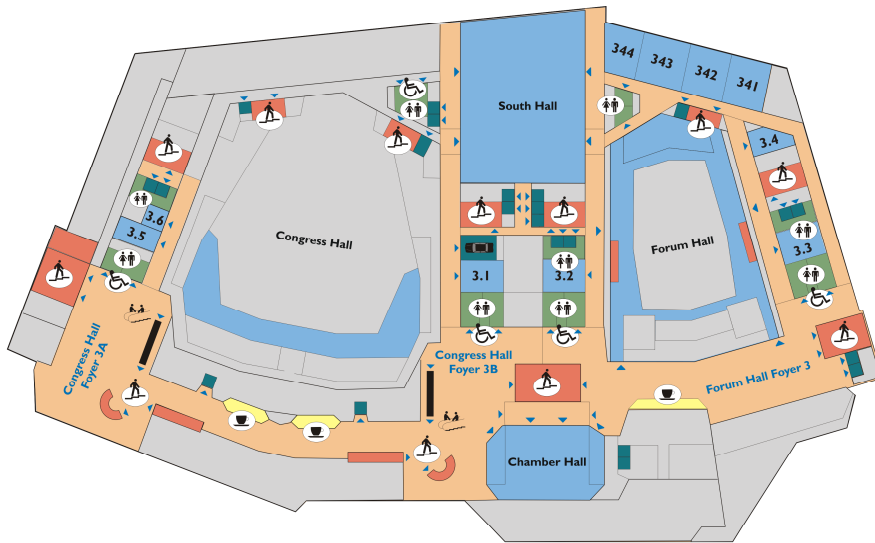 344
343
342
341
South Hall
3.4
3.6
3.5
Congress Hall
Forum Hall
3.3
3.1
3.2
Congress Hall
Foyer 3A
Congress Hall
Foyer 3B
Forum Hall Foyer 3
Chamber Hall